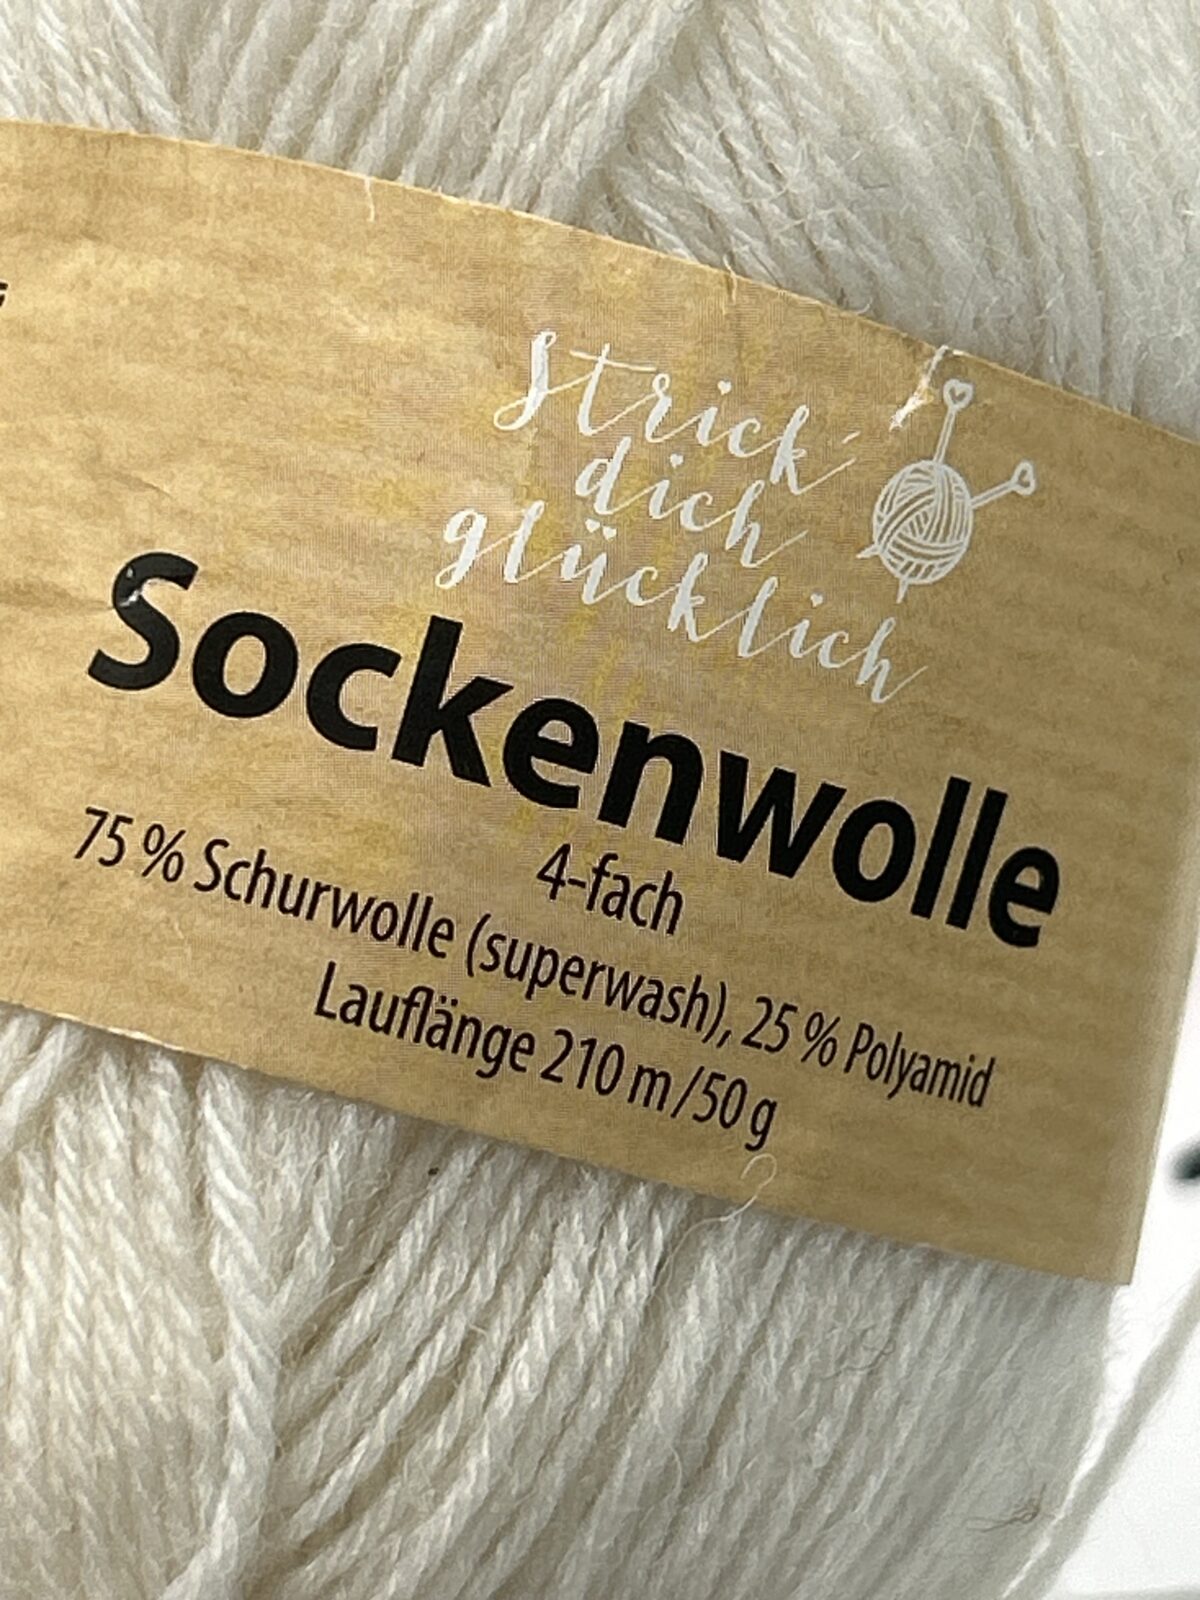 Strick
dich
glücklich
Sockenwolle
4-fach
75 % Schurwolle (superwash), 25 % Polyamid
Lauflänge 210 m/50 g